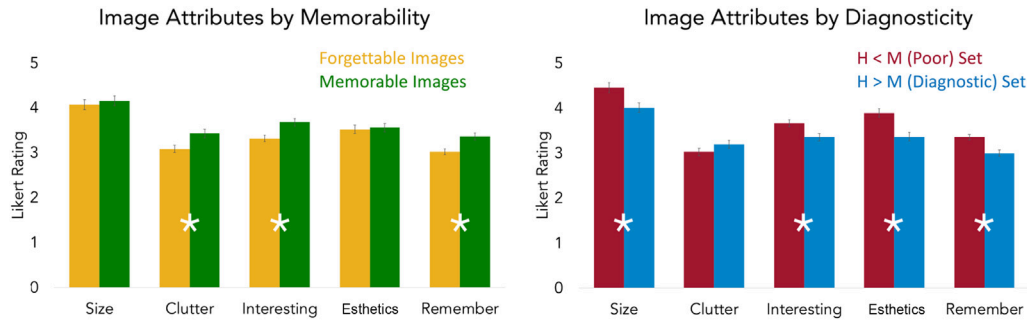 Image Attributes by Memorability
Forgettable Images
Memorable Images
Likert Rating
5
4
3
2
1
0
Size Clutter Interesting Esthetics Remember
* * *
Image Attributes by Diagnosticity
H < M (Poor) Set
H > M (Diagnostic) Set
Likert Rating
5
4
3
2
1
0
Size Clutter Interesting Esthetics Remember
* * * *